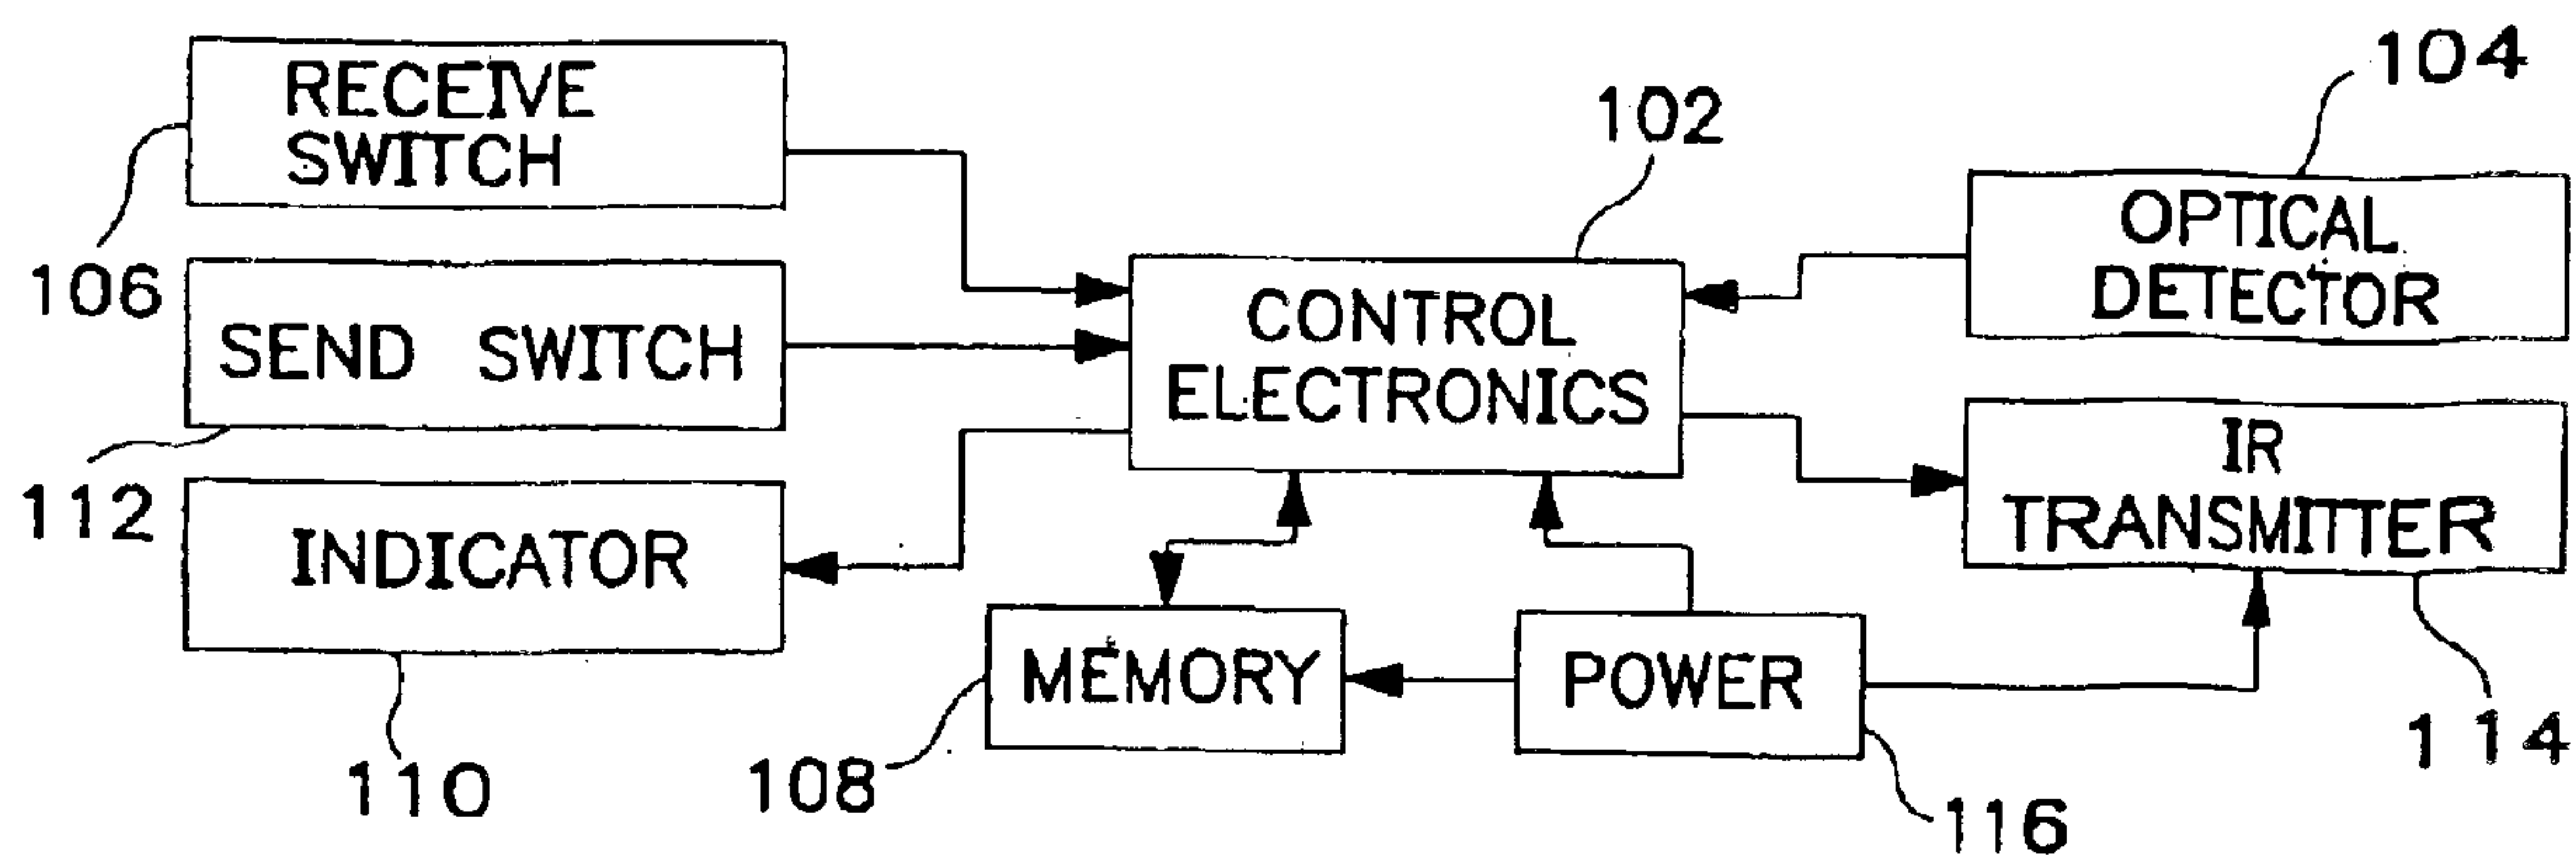 RECEIVE
SWITCH
106
SEND SWITCH
112
INDICATOR
110
102
CONTROL
ELECTRONICS
MEMORY
108
POWER
116
104
OPTICAL
DETECTOR
IR
TRANSMITTER
114